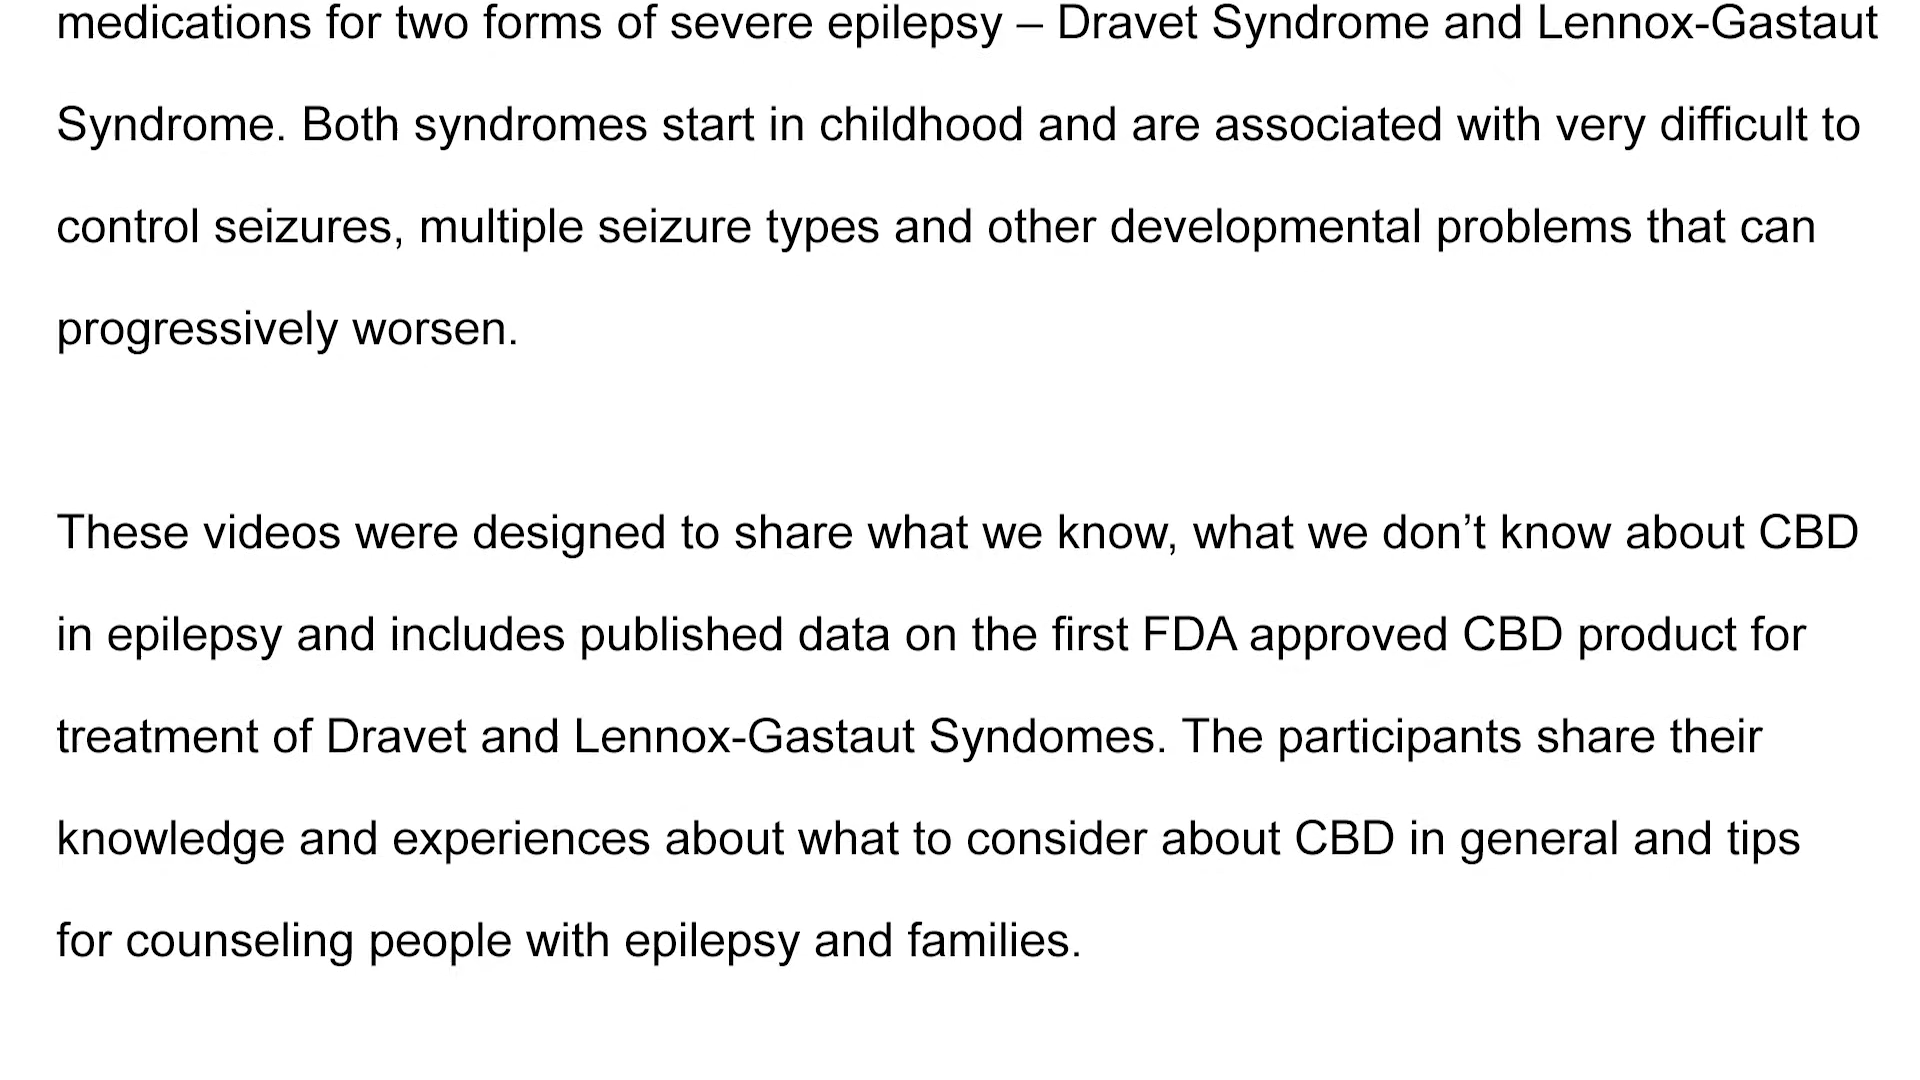 medications for two forms of severe epilepsy – Dravet Syndrome and Lennox-Gastaut
Syndrome. Both syndromes start in childhood and are associated with very difficult to
control seizures, multiple seizure types and other developmental problems that can
progressively worsen.
These videos were designed to share what we know, what we don’t know about CBD
in epilepsy and includes published data on the first FDA approved CBD product for
treatment of Dravet and Lennox-Gastaut Syndomes. The participants share their
knowledge and experiences about what to consider about CBD in general and tips
for counseling people with epilepsy and families.